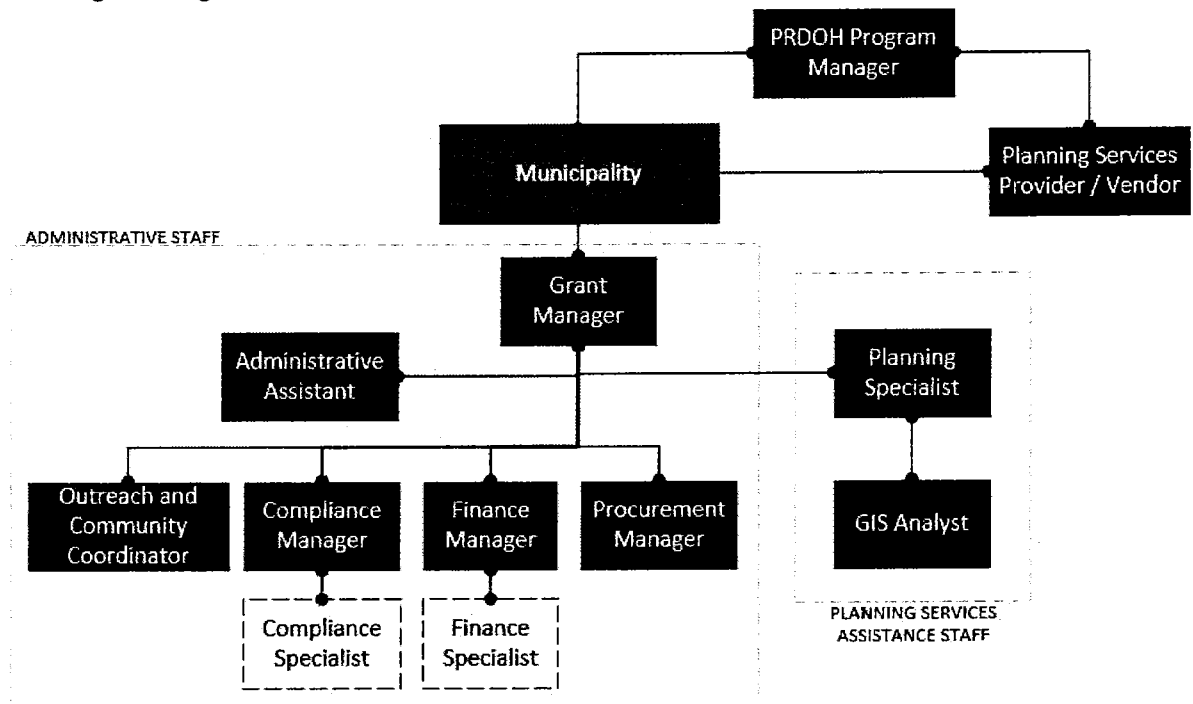 PRDOH Program
Manager
Municipality
Planning Services
Provider / Vendor
ADMINISTRATIVE STAFF
Grant
Manager
Administrative
Assistant
Planning
Specialist
Outreach and
Community
Coordinator
Compliance
Manager
Finance
Manager
Procurement
Manager
GIS Analyst
Compliance
Specialist
Finance
Specialist
PLANNING SERVICES
ASSISTANCE STAFF